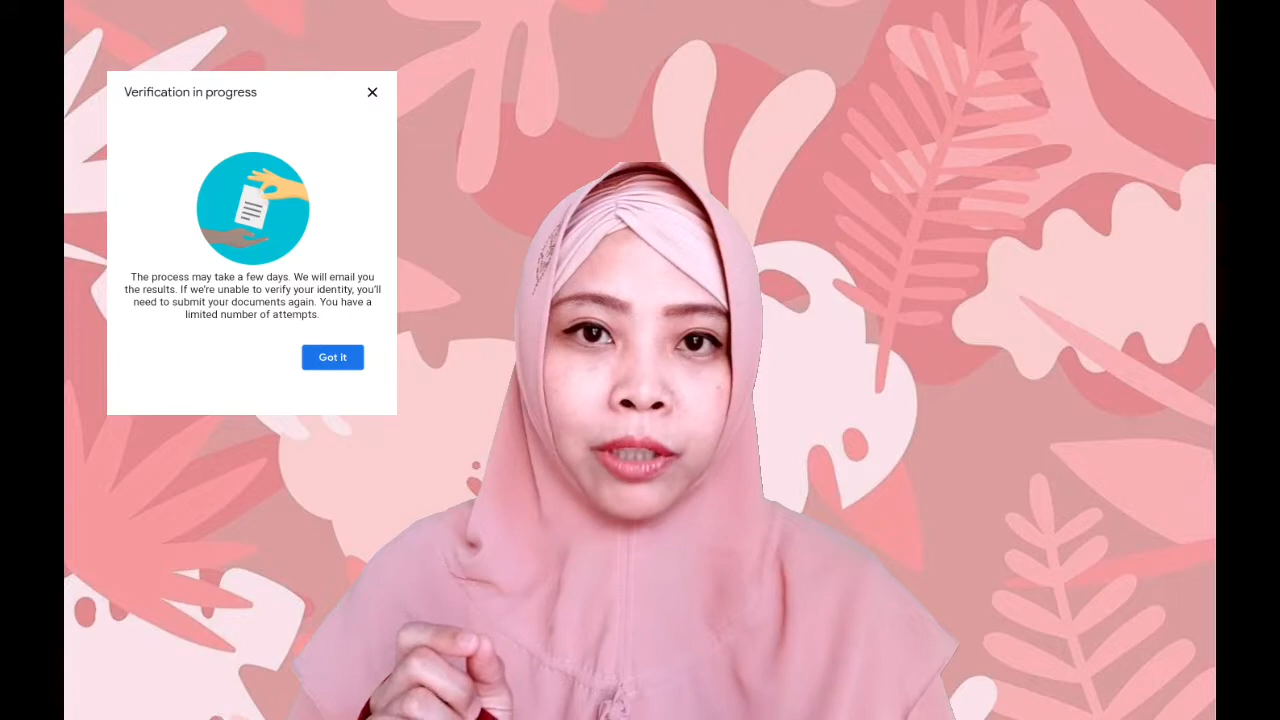 Verification in progress
The process may take a few days. We will email you
the results. If we're unable to verify your identity, you'll
need to submit your documents again. You have a
limited number of attempts.
Got it